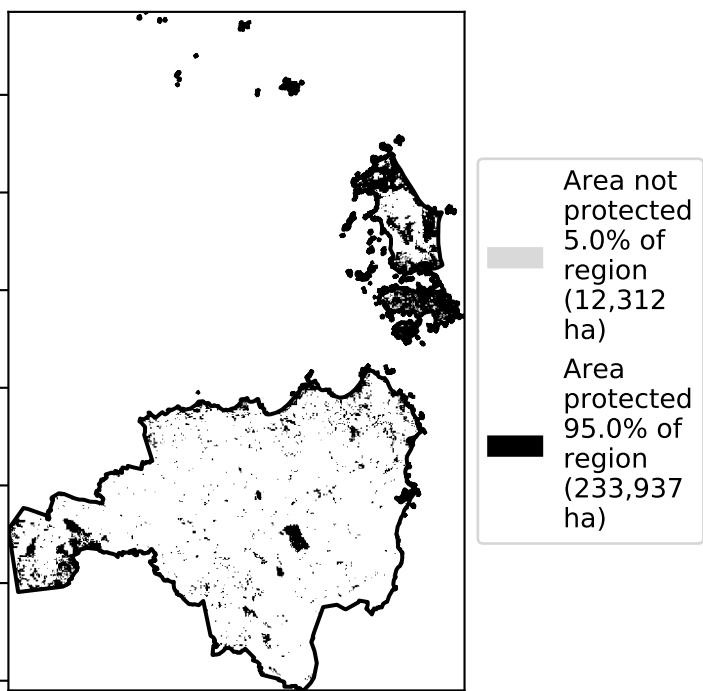 Area not
protected
5.0% of
region
(12,312
ha)
Area
protected
95.0% of
region
(233,937
ha)